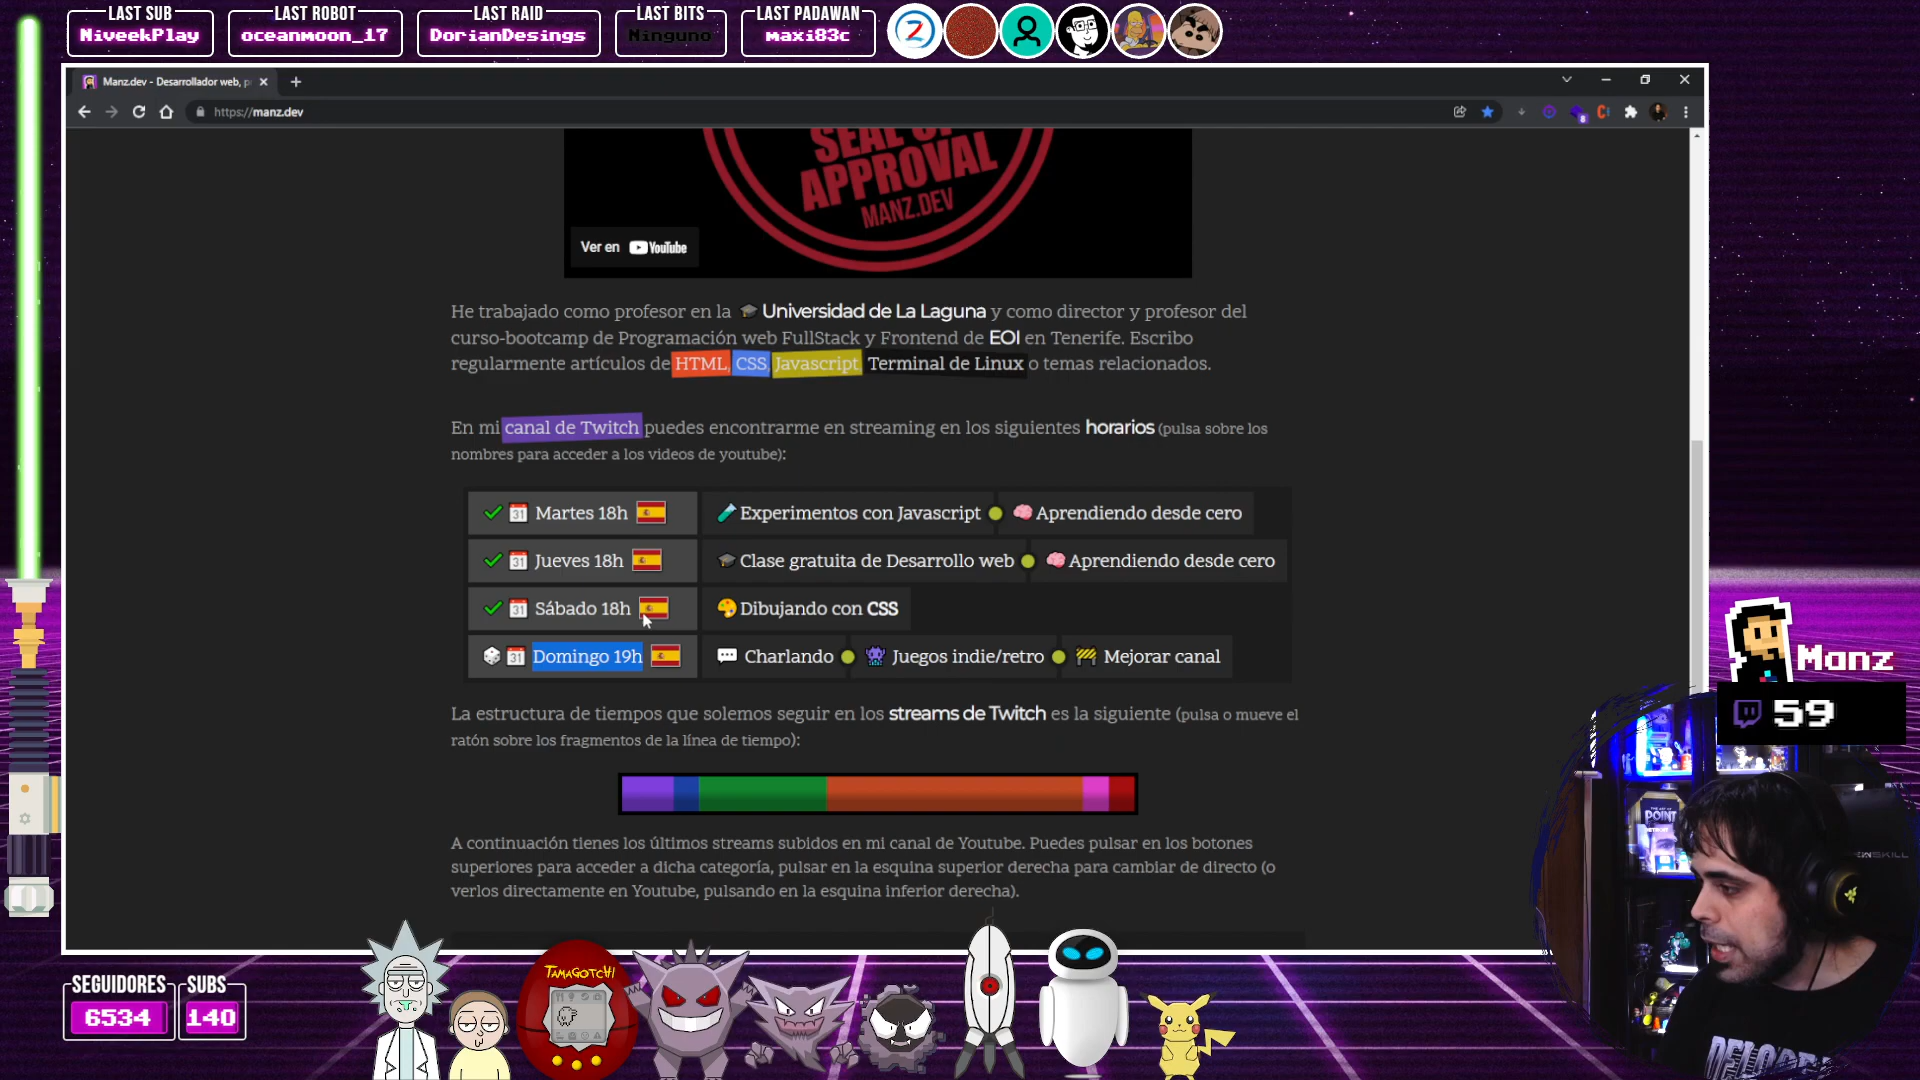 LAST SUB
NiveekPlay
LAST ROBOT
oceanmoon_17
LAST RAID
DorianDesings
LAST BITS
Ninguno
LAST PADAWAN
maxi83c
Manz.dev - Desarrollador web, p
https://manz.dev
8
SEAL OF
APPROVAL
MANZ.DEV
Ver en YouTube
He trabajado como profesor en la Universidad de La Laguna y como director y profesor del
curso-bootcamp de Programación web FullStack y Frontend de EOI en Tenerife. Escribo
regularmente artículos de HTML, CSS, Javascript, Terminal de Linux o temas relacionados.
En mi canal de Twitch puedes encontrarme en streaming en los siguientes horarios (pulsa sobre los
nombres para acceder a los videos de youtube):
31 Martes 18h Experimentos con Javascript Aprendiendo desde cero
31 Jueves 18h Clase gratuita de Desarrollo web Aprendiendo desde cero
31 Sábado 18h Dibujando con CSS
31 Domingo 19h Charlando Juegos indie/retro Mejorar canal
La estructura de tiempos que solemos seguir en los streams de Twitch es la siguiente (pulsa o mueve el
ratón sobre los fragmentos de la línea de tiempo):
A continuación tienes los últimos streams subidos en mi canal de Youtube. Puedes pulsar en los botones
superiores para acceder a dicha categoría, pulsar en la esquina superior derecha para cambiar de directo (o
verlos directamente en Youtube, pulsando en la esquina inferior derecha).
Manz
59
POINT
SEGUIDORES
6534
SUBS
140
TAMAGOTCHI